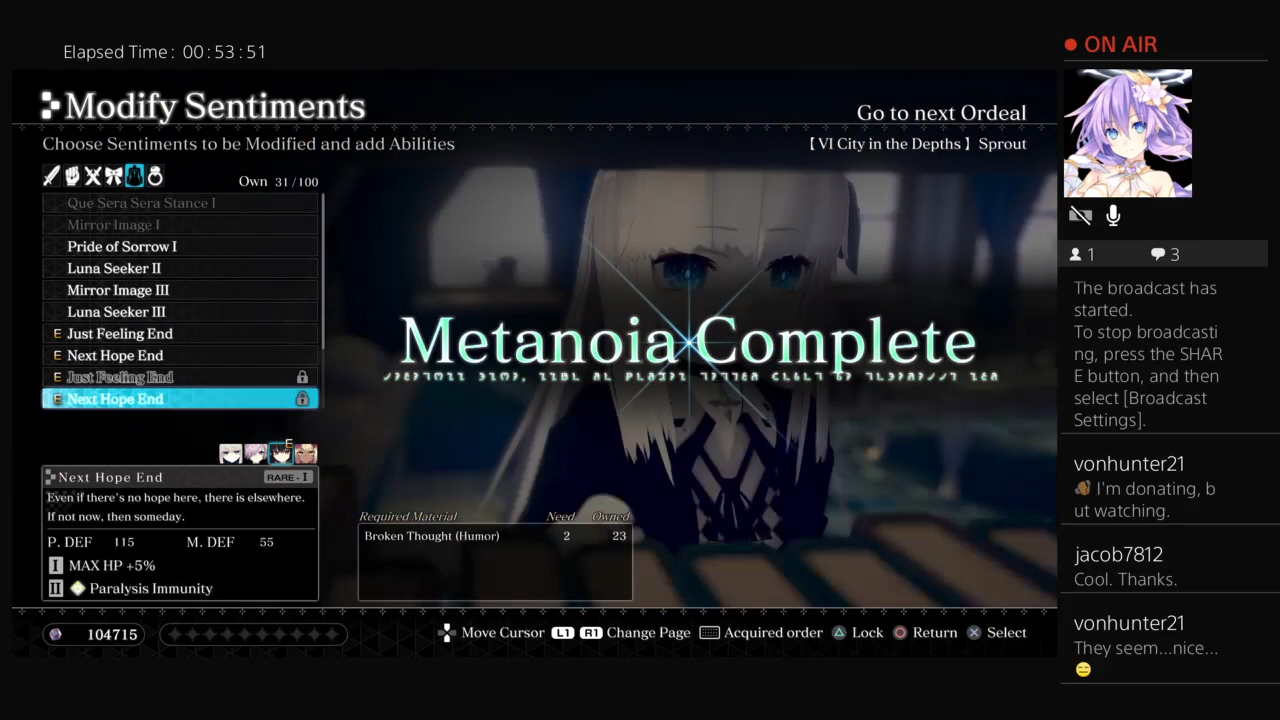 Elapsed Time: 00:53:51
ON AIR
Modify Sentiments
Go to next Ordeal
Choose Sentiments to be Modified and add Abilities
【 VI City in the Depths 】 Sprout
Own 31/100
Que Sera Sera Stance I
Mirror Image I
Pride of Sorrow I
Luna Seeker II
Mirror Image III
Luna Seeker III
E Just Feeling End
E Next Hope End
E Just Feeling End
E Next Hope End
Metanoia Complete
E
Next Hope End RARE - I
Even if there's no hope here, there is elsewhere.
If not now, then someday.
P. DEF 115 M. DEF 55
I MAX HP +5%
II Paralysis Immunity
Required Material Need Owned
Broken Thought (Humor) 2 23
104715
Move Cursor L1 R1 Change Page Acquired order Lock Return Select
1 3
The broadcast has
started.
To stop broadcasti
ng, press the SHAR
E button, and then
select [Broadcast
Settings].
vonhunter21
I'm donating, b
ut watching.
jacob7812
Cool. Thanks.
vonhunter21
They seem...nice...